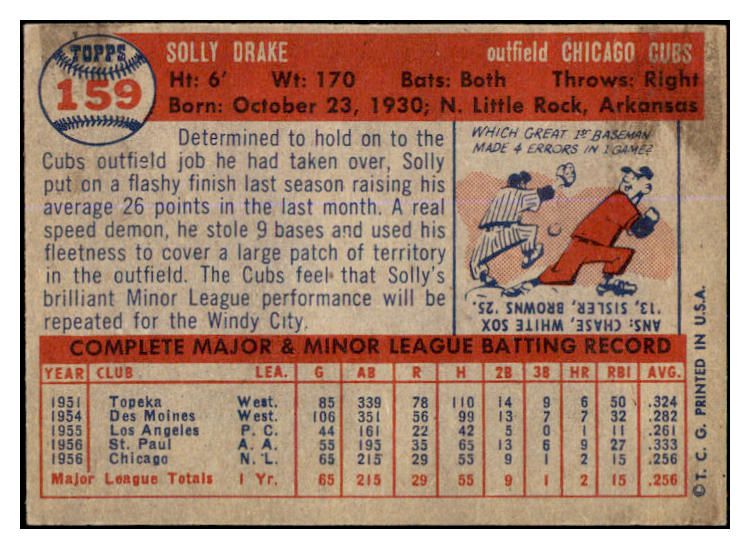 TOPPS
159
SOLLY DRAKE outfield CHICAGO CUBS
Ht: 6' Wt: 170 Bats: Both Throws: Right
Born: October 23, 1930; N. Little Rock, Arkansas
Determined to hold on to the
Cubs outfield job he had taken over, Solly
put on a flashy finish last season raising his
average 26 points in the last month. A real
speed demon, he stole 9 bases and used his
fleetness to cover a large patch of territory
in the outfield. The Cubs feel that Solly's
brilliant Minor League performance will be
repeated for the Windy City.
WHICH GREAT 1ST BASEMAN
MADE 4 ERRORS IN 1 GAME?
ANS: CHASE, WHITE SOX
'13, SISLER, BROWNS, '25.
COMPLETE MAJOR & MINOR LEAGUE BATTING RECORD
YEAR CLUB LEA. G AB R H 2B 3B HR RBI AVG.
1951 Topeka West. 85 339 78 110 14 9 6 50 .324
1954 Des Moines West. 106 351 56 99 13 7 7 32 .282
1955 Los Angeles P. C. 44 161 22 42 5 0 1 11 .261
1956 St. Paul A. A. 55 195 35 65 13 6 9 27 .333
1956 Chicago N. L. 65 215 29 55 9 1 2 15 .256
Major League Totals 1 Yr. 65 215 29 55 9 1 2 15 .256
© T. C. G. PRINTED IN U.S.A.